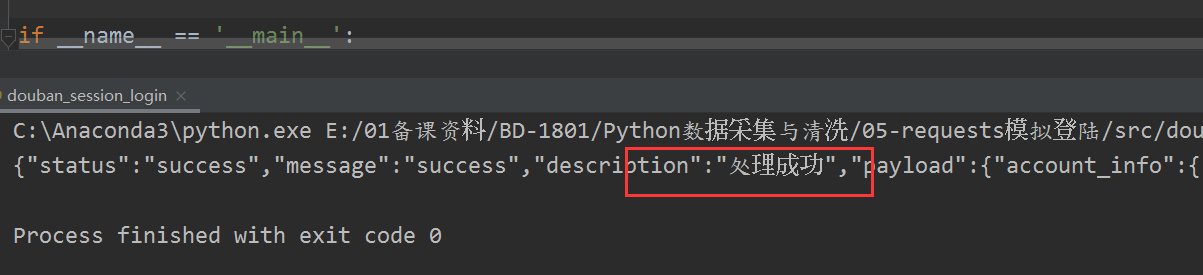 if __name__ == '__main__':
douban_session_login
C:\Anaconda3\python.exe E:/01备课资料/BD-1801/Python数据采集与清洗/05-requests模拟登陆/src/dou
{"status":"success","message":"success","description":"处理成功","payload":{"account_info":{
Process finished with exit code 0